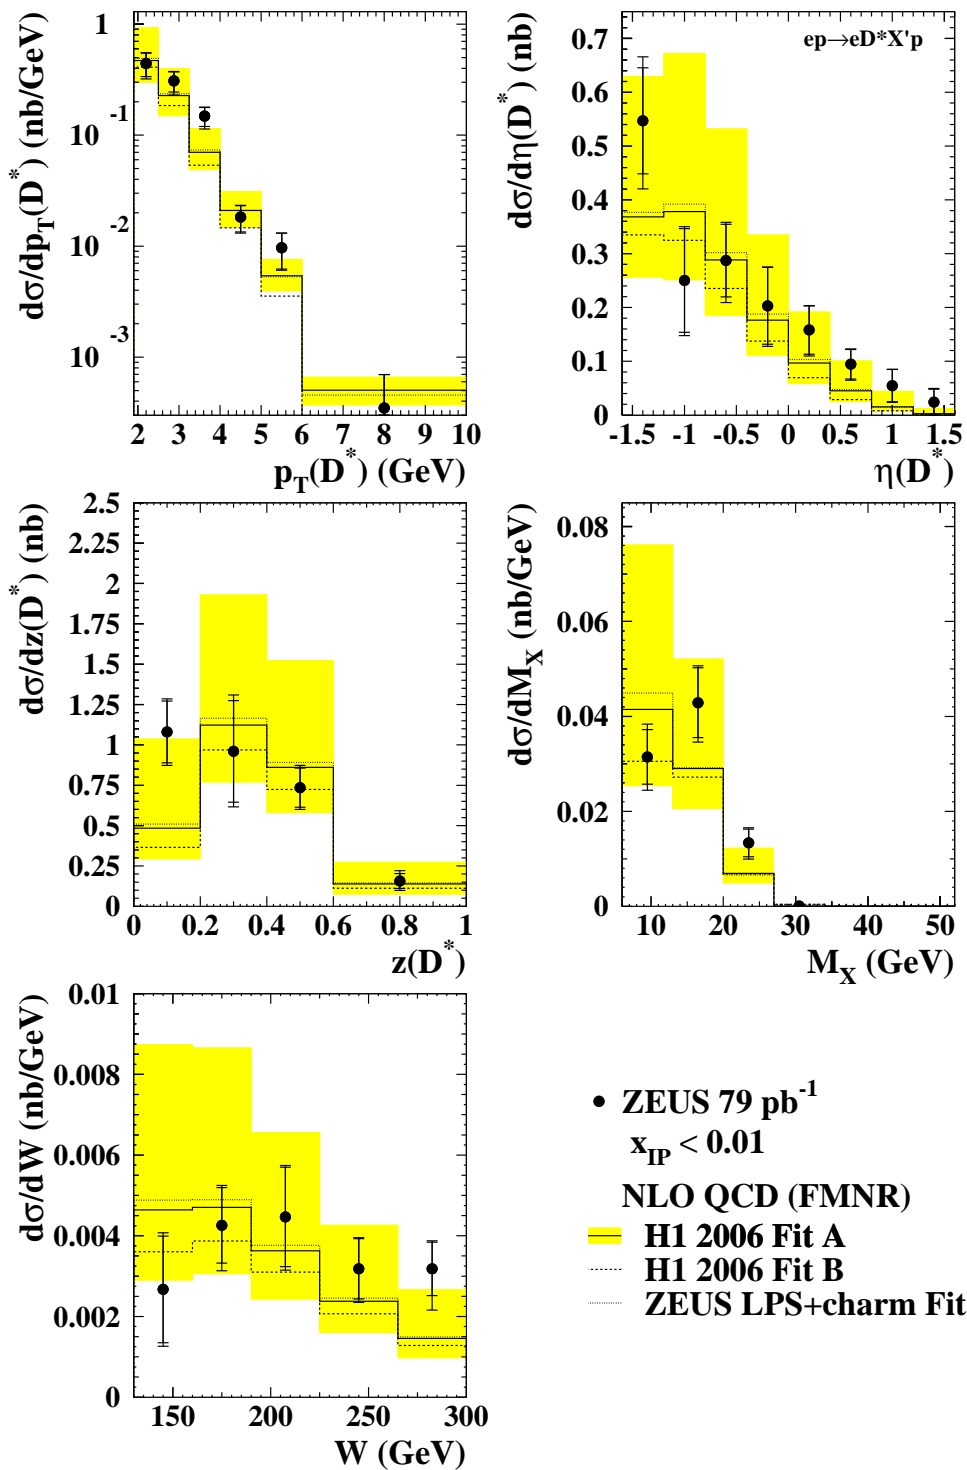 1
10 -1
10 -2
10 -3
dσ/dp_T(D^*) (nb/GeV)
2 3 4 5 6 7 8 9 10
p_T(D^*) (GeV)
ep→eD*X'p
0.7
0.6
0.5
0.4
0.3
0.2
0.1
0
dσ/dη(D^*) (nb)
-1.5 -1 -0.5 0 0.5 1 1.5
η(D^*)
2.5
2.25
2
1.75
1.5
1.25
1
0.75
0.5
0.25
0
dσ/dz(D^*) (nb)
0 0.2 0.4 0.6 0.8 1
z(D^*)
0.08
0.06
0.04
0.02
0
dσ/dM_X (nb/GeV)
10 20 30 40 50
M_X (GeV)
0.01
0.008
0.006
0.004
0.002
0
dσ/dW (nb/GeV)
150 200 250 300
W (GeV)
ZEUS 79 pb^-1
x_IP < 0.01
NLO QCD (FMNR)
H1 2006 Fit A
H1 2006 Fit B
ZEUS LPS+charm Fit